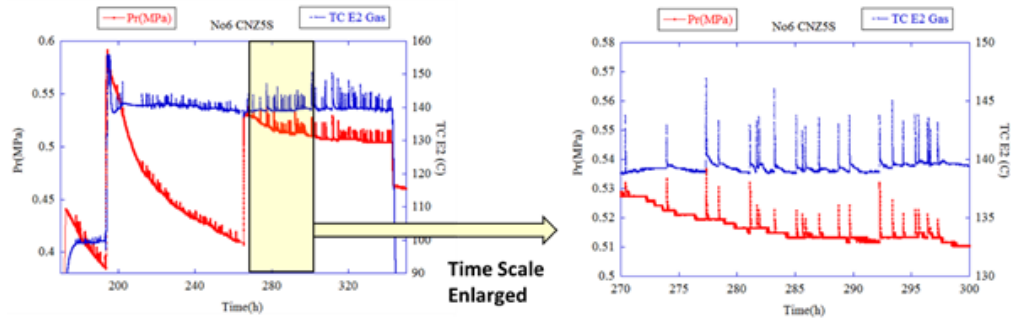 Pr(MPa)
TC E2 Gas
No6 CNZ5S
0.6
0.55
0.5
0.45
0.4
Pr(MPa)
160
150
140
130
120
110
100
90
TC E2 (C)
200
240
280
320
Time(h)
Time Scale
Enlarged
Pr(MPa)
TC E2 Gas
No6 CNZ5S
0.58
0.57
0.56
0.55
0.54
0.53
0.52
0.51
0.5
Pr(MPa)
150
145
140
135
130
TC E2 (C)
270
275
280
285
290
295
300
Time(h)